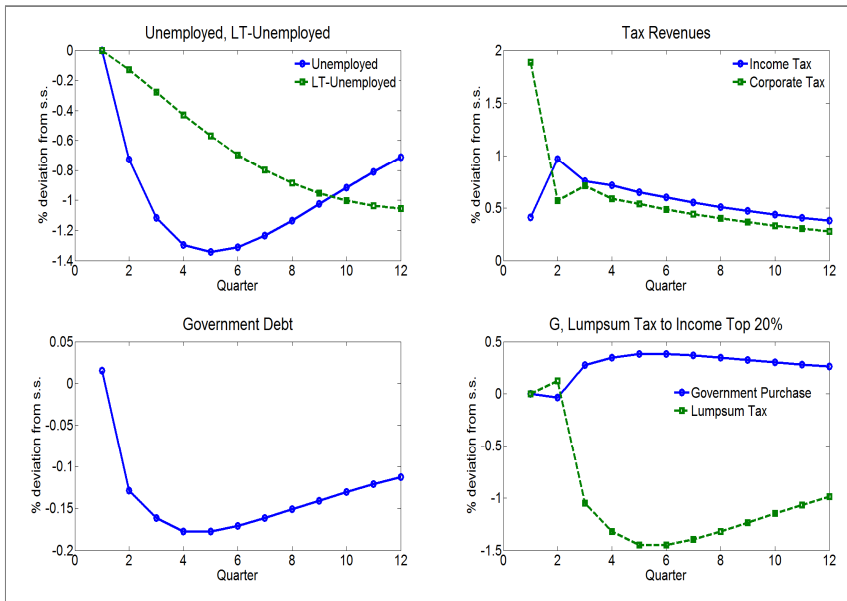 Unemployed, LT-Unemployed
% deviation from s.s.
0
-0.2
-0.4
-0.6
-0.8
-1
-1.2
-1.4
Unemployed
LT-Unemployed
0 2 4 6 8 10 12
Quarter
Tax Revenues
% deviation from s.s.
2
1.5
1
0.5
0
Income Tax
Corporate Tax
0 2 4 6 8 10 12
Quarter
Government Debt
% deviation from s.s.
0.05
0
-0.05
-0.1
-0.15
-0.2
0 2 4 6 8 10 12
Quarter
G, Lumpsum Tax to Income Top 20%
% deviation from s.s.
0.5
0
-0.5
-1
-1.5
Government Purchase
Lumpsum Tax
0 2 4 6 8 10 12
Quarter